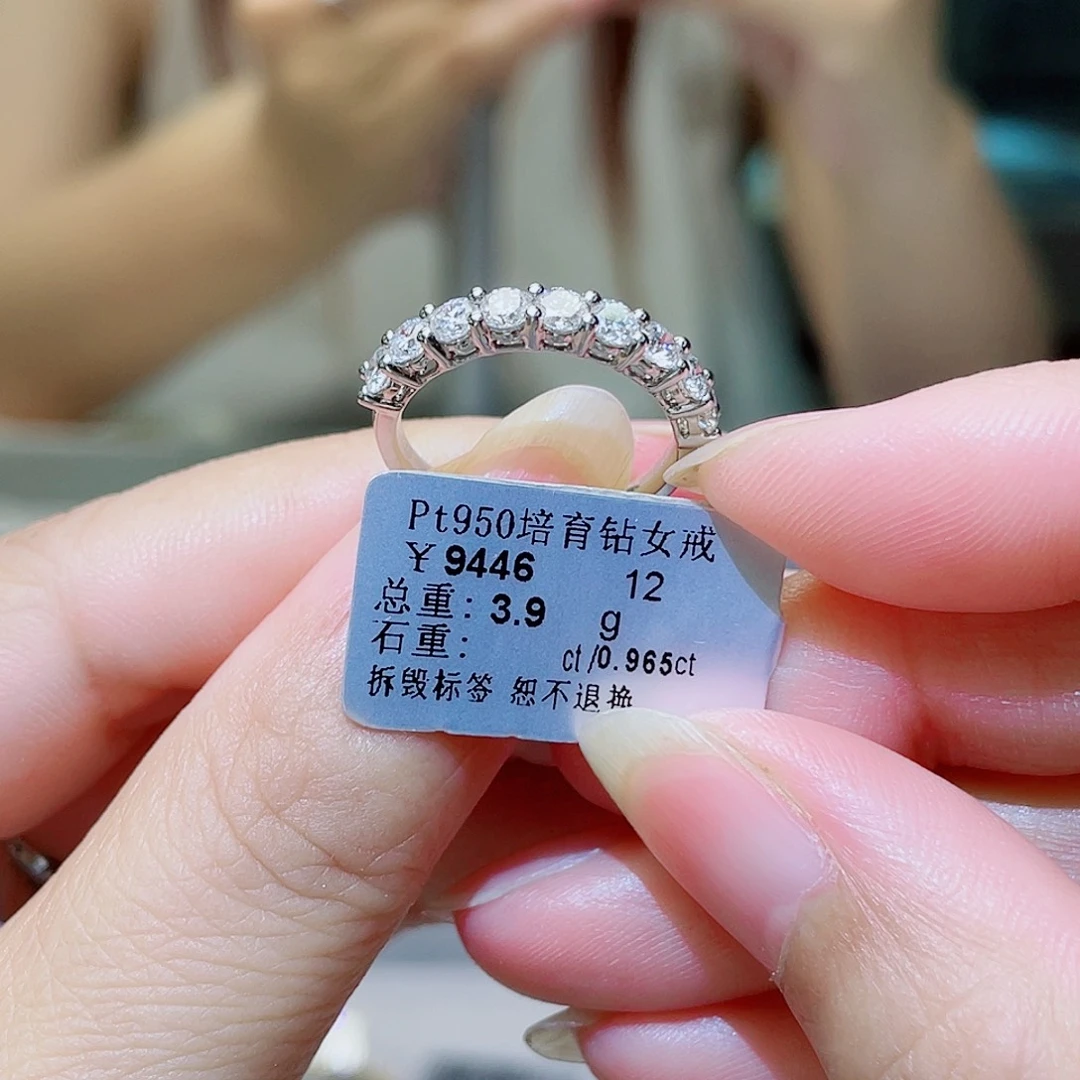 Pt950培育钻女戒
¥9446 12
总重: 3.9 g
石重: ct/0.965ct
拆毁标签 恕不退换